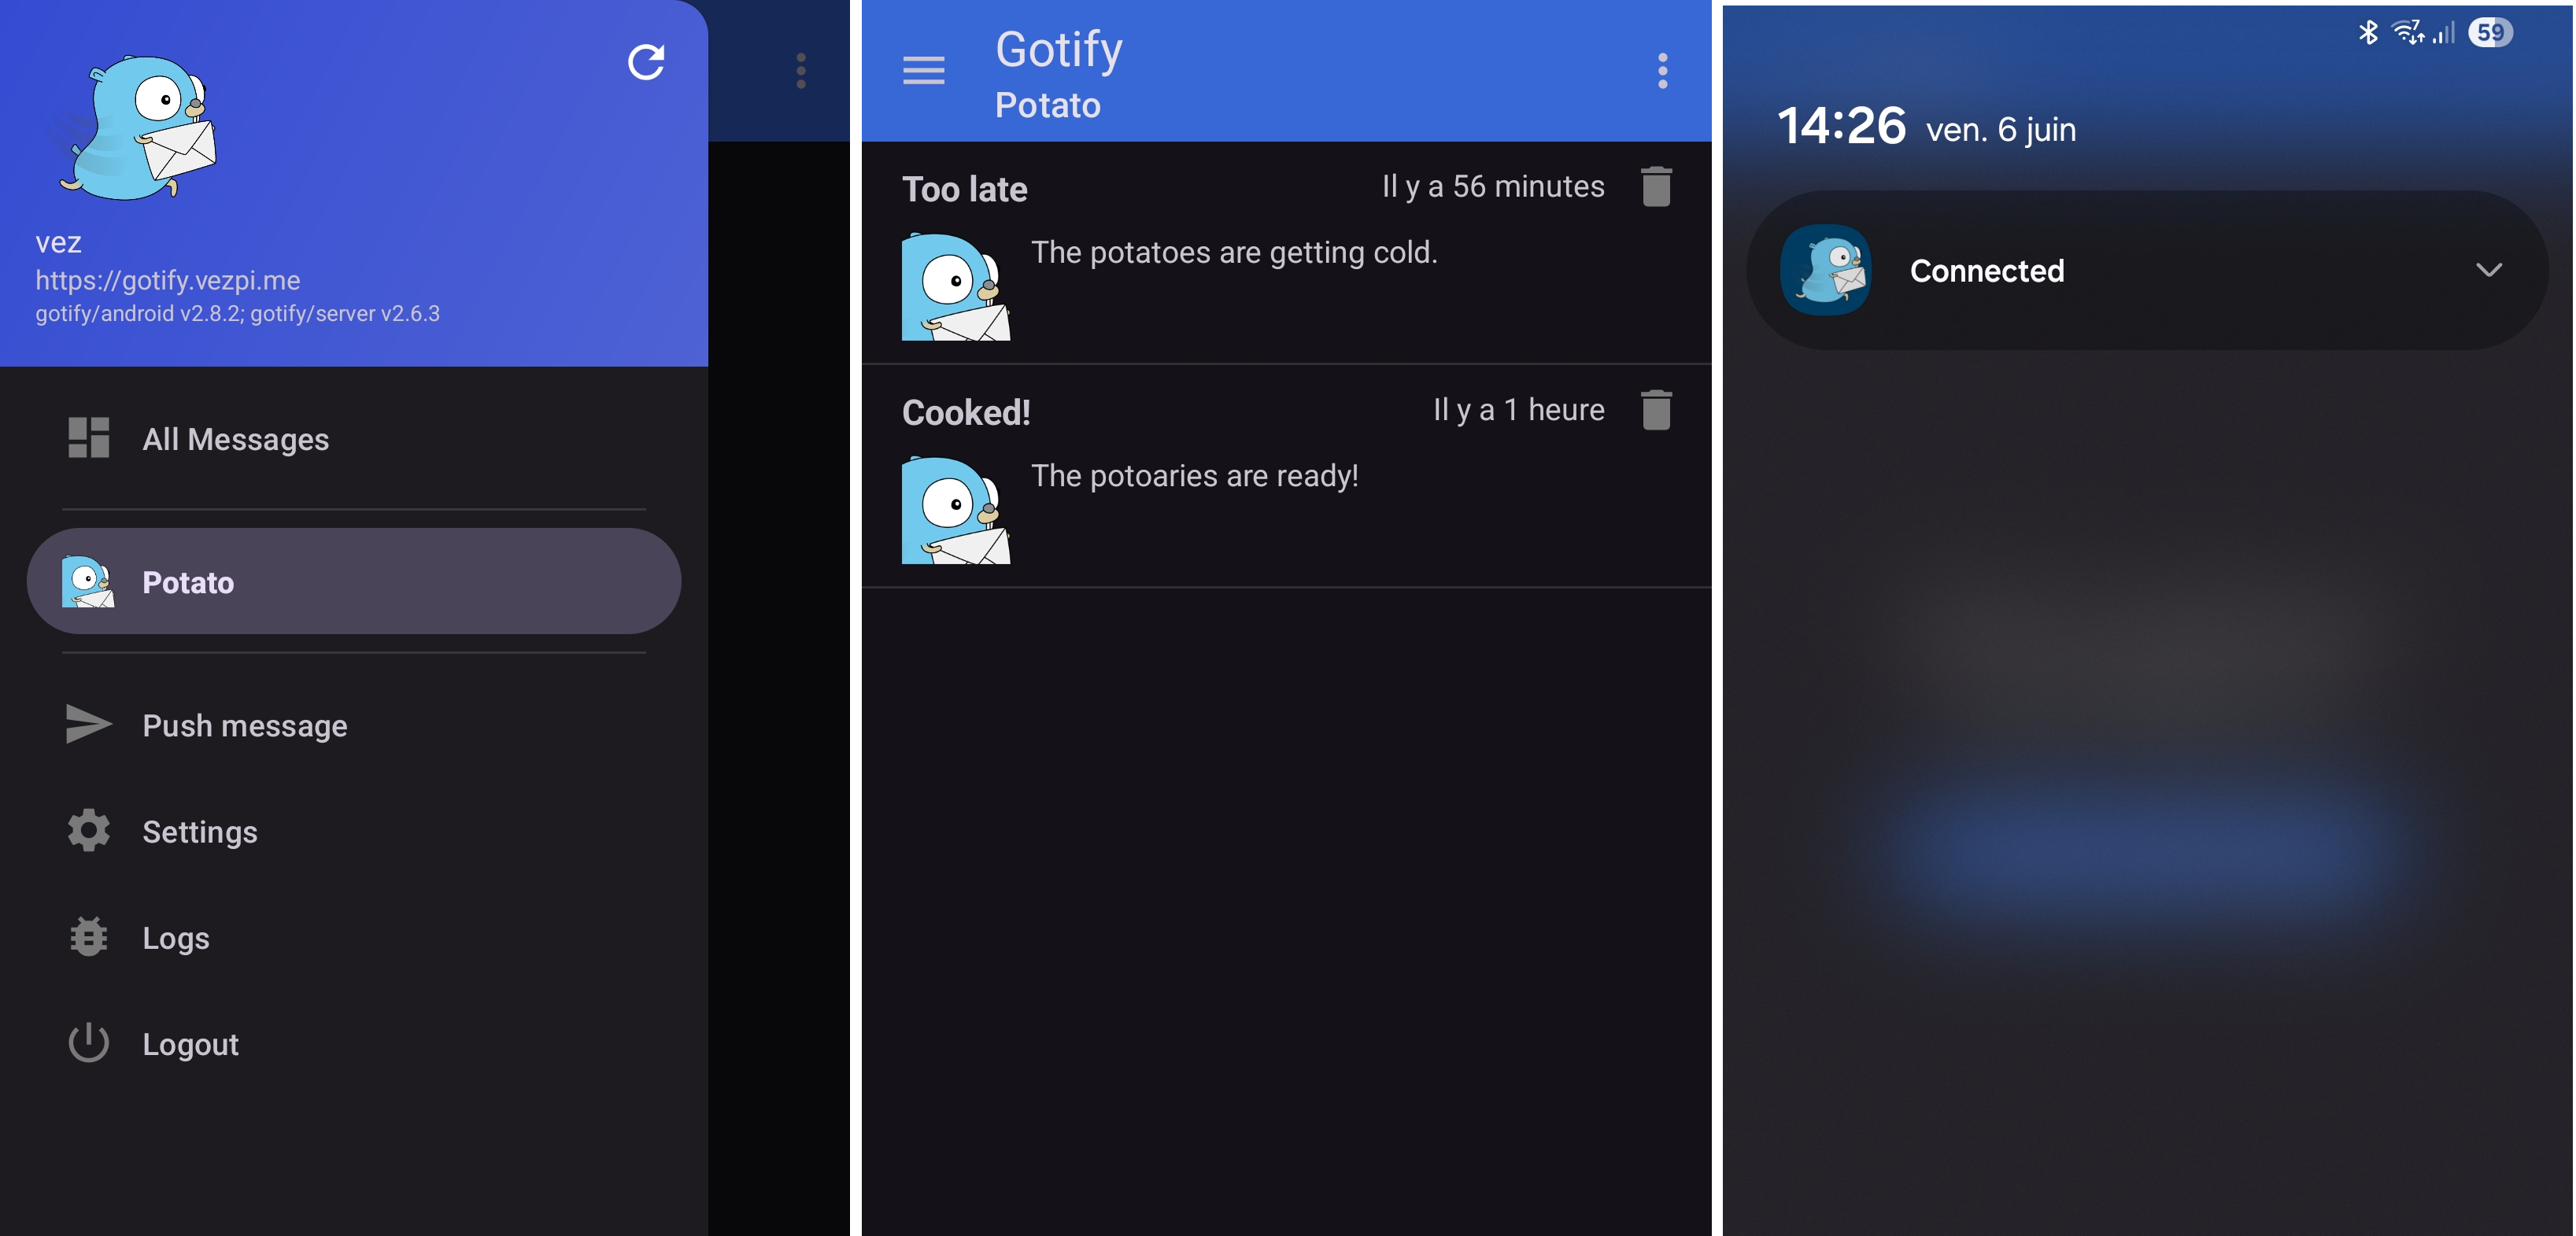 vez
https://gotify.vezpi.me
gotify/android v2.8.2; gotify/server v2.6.3
All Messages
Potato
Push message
Settings
Logs
Logout
Gotify
Potato
Too late Il y a 56 minutes
The potatoes are getting cold.
Cooked! Il y a 1 heure
The potoaries are ready!
7 59
14:26 ven. 6 juin
Connected